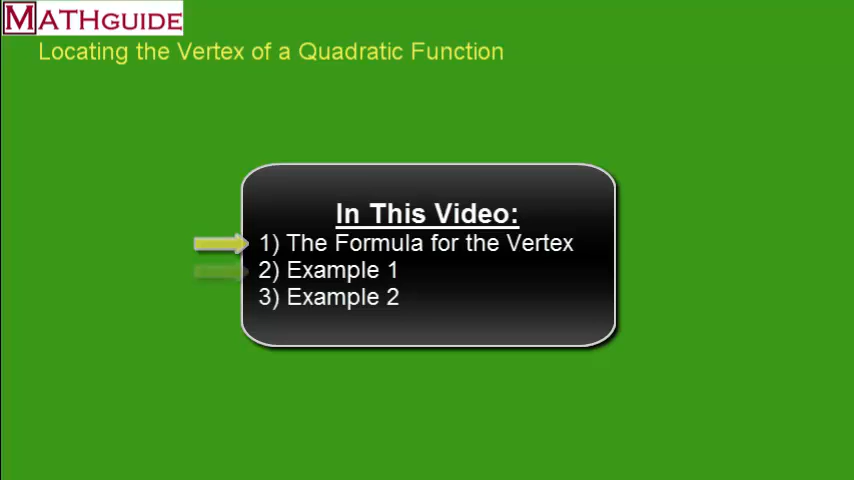 MATHGUIDE
Locating the Vertex of a Quadratic Function
In This Video:
1) The Formula for the Vertex
2) Example 1
3) Example 2